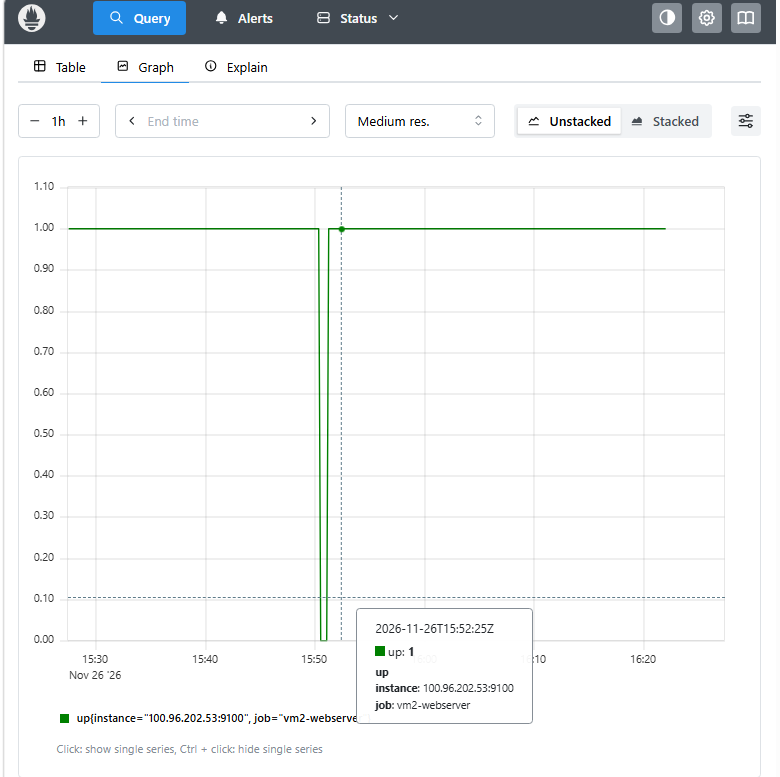 Query Alerts Status
Table Graph Explain
1h End time Medium res. Unstacked Stacked
1.10
1.00
0.90
0.80
0.70
0.60
0.50
0.40
0.30
0.20
0.10
0.00
15:30 15:40 15:50 :10 16:20
Nov 26 '26
2026-11-26T15:52:25Z
up: 1
up
instance: 100.96.202.53:9100
job: vm2-webserver
up{instance="100.96.202.53:9100", job="vm2-webserve
Click: show single series, Ctrl + click: hide single series